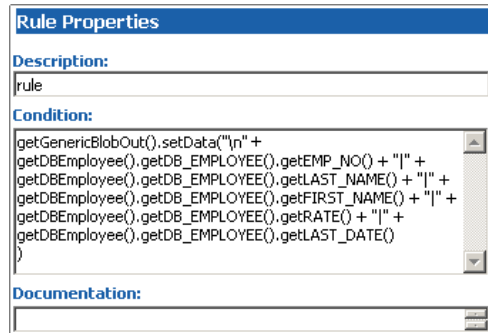 Rule Properties
Description:
rule
Condition:
getGenericBlobOut().setData("\n" +
getDBEmployee().getDB_EMPLOYEE().getEMP_NO() + "|" +
getDBEmployee().getDB_EMPLOYEE().getLAST_NAME() + "|" +
getDBEmployee().getDB_EMPLOYEE().getFIRST_NAME() + "|" +
getDBEmployee().getDB_EMPLOYEE().getRATE() + "|" +
getDBEmployee().getDB_EMPLOYEE().getLAST_DATE()
)
Documentation: